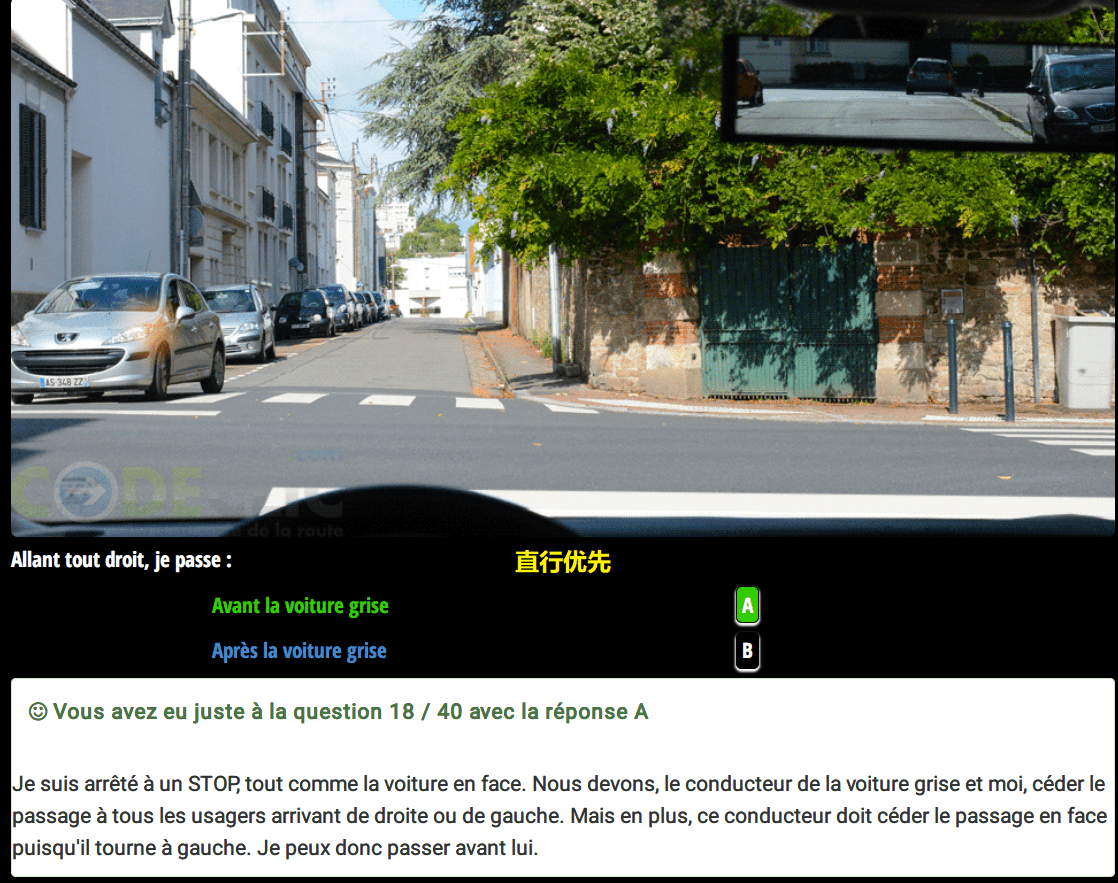 AS-348 ZZ
CODE
.com
de la route
Allant tout droit, je passe :
直行优先
Avant la voiture grise
A
Après la voiture grise
B
Vous avez eu juste à la question 18 / 40 avec la réponse A
Je suis arrêté à un STOP, tout comme la voiture en face. Nous devons, le conducteur de la voiture grise et moi, céder le
passage à tous les usagers arrivant de droite ou de gauche. Mais en plus, ce conducteur doit céder le passage en face
puisqu'il tourne à gauche. Je peux donc passer avant lui.